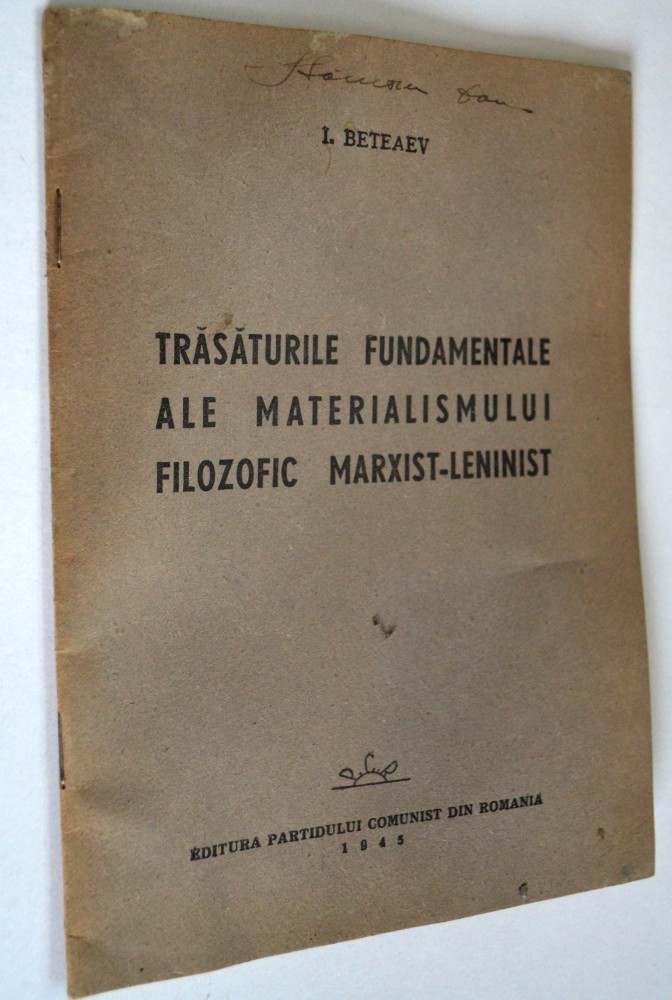 I. BETEAEV
TRĂSĂTURILE FUNDAMENTALE
ALE MATERIALISMULUI
FILOZOFIC MARXIST-LENINIST
EDITURA PARTIDULUI COMUNIST DIN ROMANIA
1945